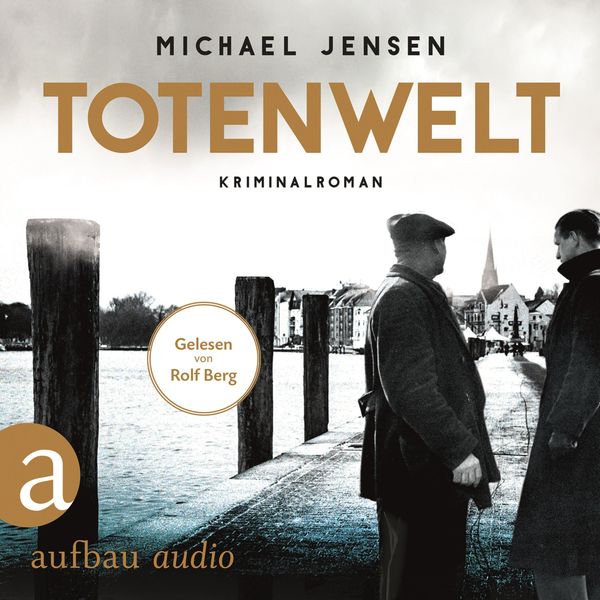 MICHAEL JENSEN
TOTENWELT
KRIMINALROMAN
Gelesen
von
Rolf Berg
a
aufbau audio